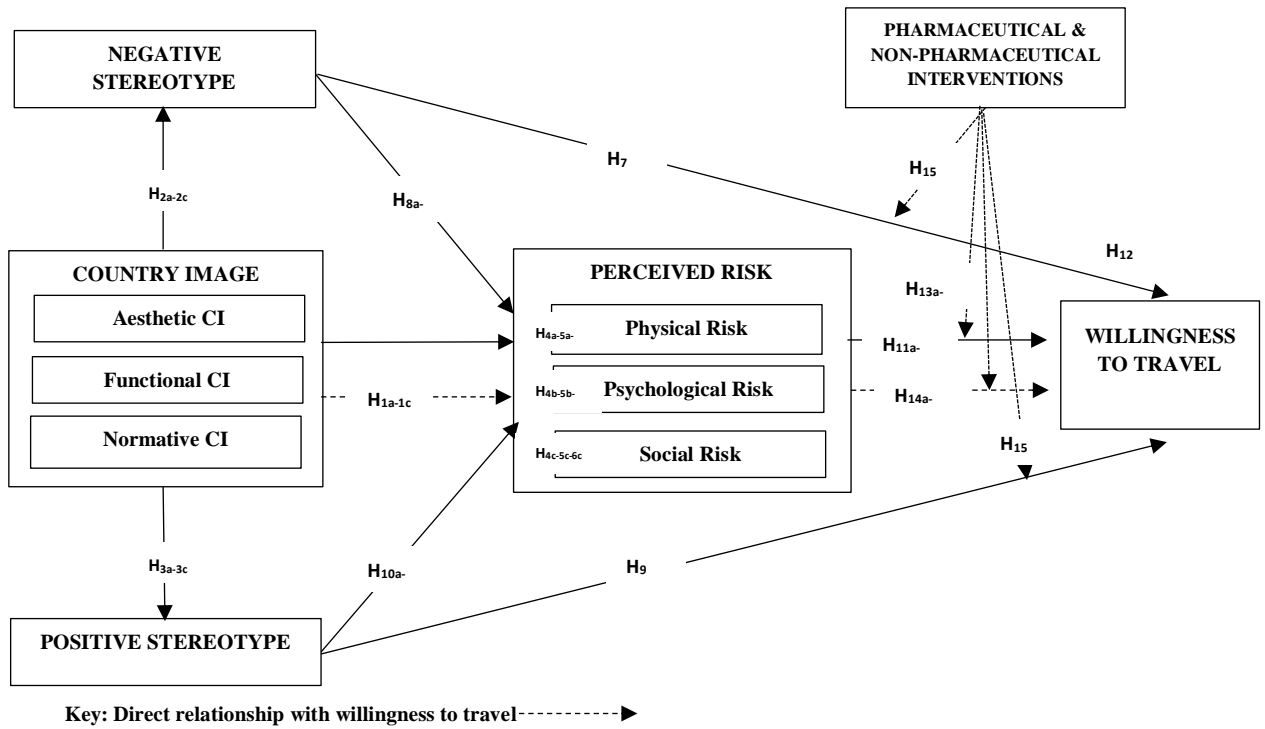 NEGATIVE
STEREOTYPE
PHARMACEUTICAL &
NON-PHARMACEUTICAL
INTERVENTIONS
H7
H15
H2a-2c
H8a-
H12
COUNTRY IMAGE
Aesthetic CI
Functional CI
Normative CI
H1a-1c
PERCEIVED RISK
H4a-5a-
Physical Risk
H4b-5b-
Psychological Risk
H4c-5c-6c
Social Risk
H13a-
H11a-
H14a-
WILLINGNESS
TO TRAVEL
H15
H3a-3c
H10a-
H9
POSITIVE STEREOTYPE
Key: Direct relationship with willingness to travel